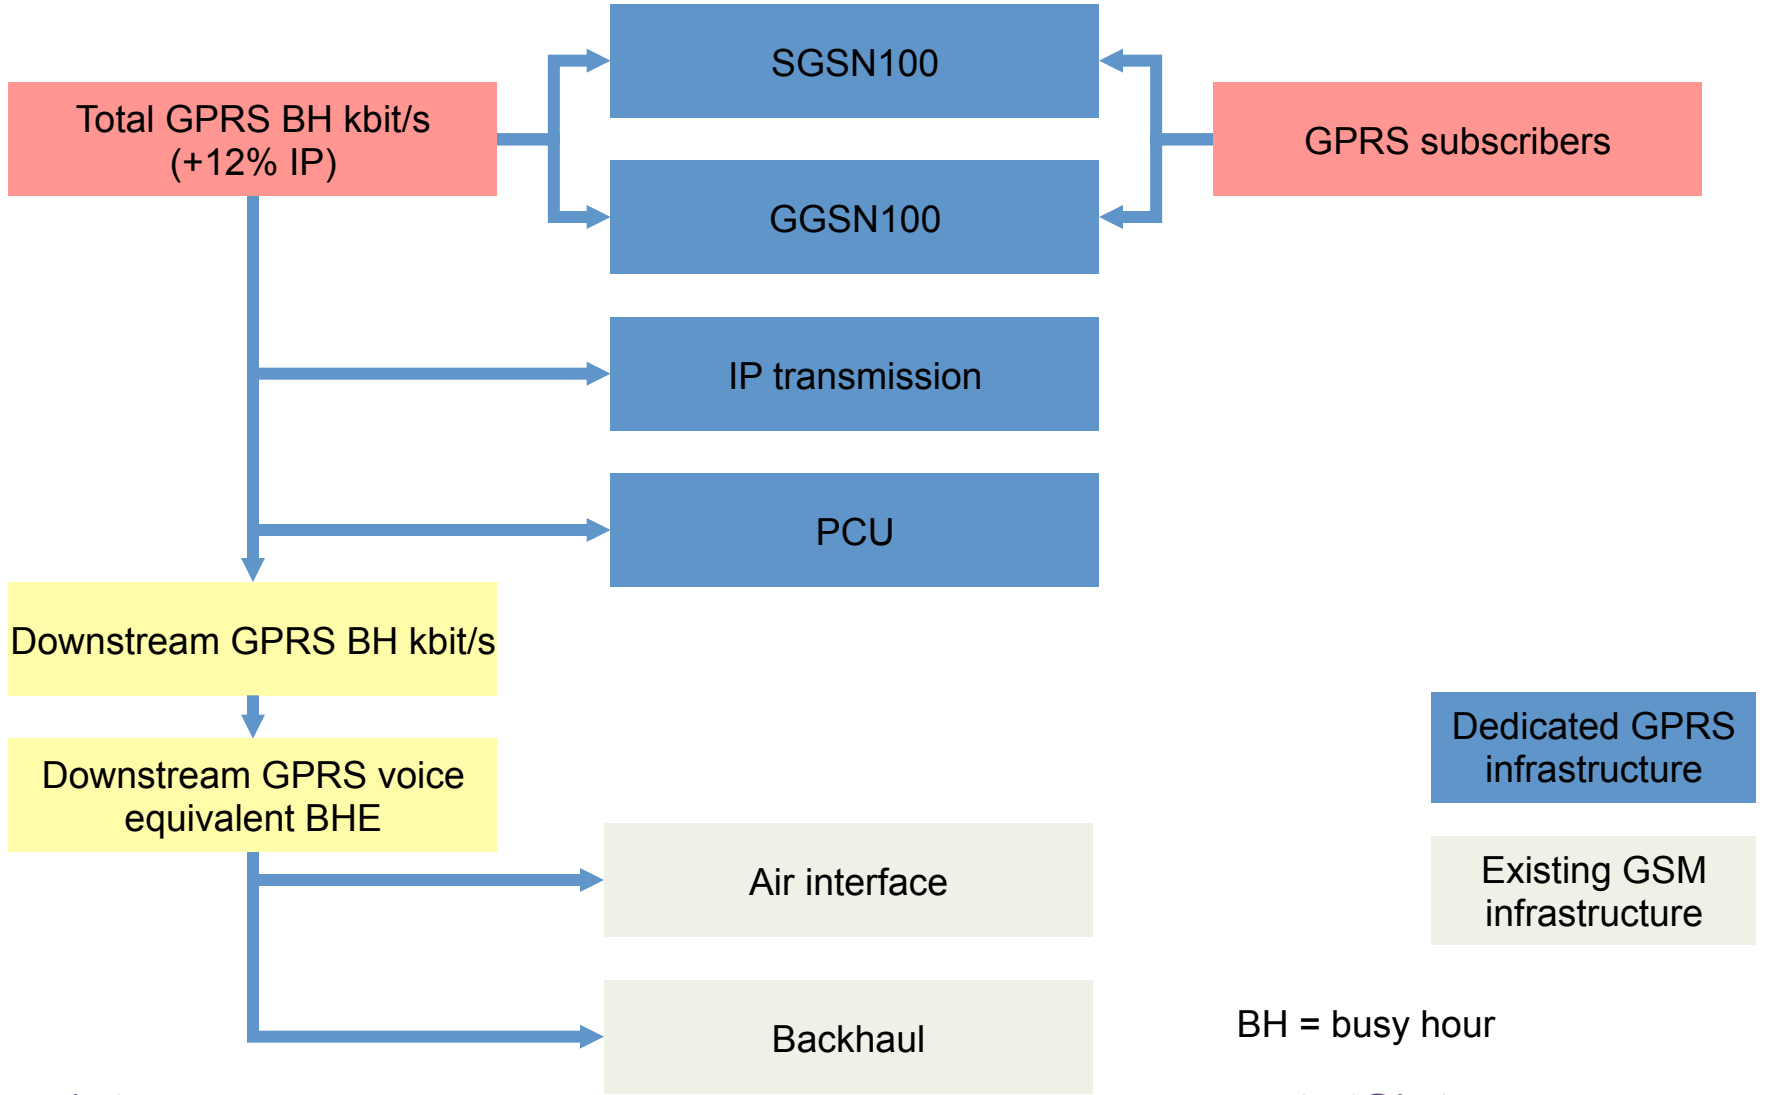 SGSN100
Total GPRS BH kbit/s
(+12% IP)
GPRS subscribers
GGSN100
IP transmission
PCU
Downstream GPRS BH kbit/s
Downstream GPRS voice
equivalent BHE
Dedicated GPRS
infrastructure
Air interface
Existing GSM
infrastructure
Backhaul
BH = busy hour